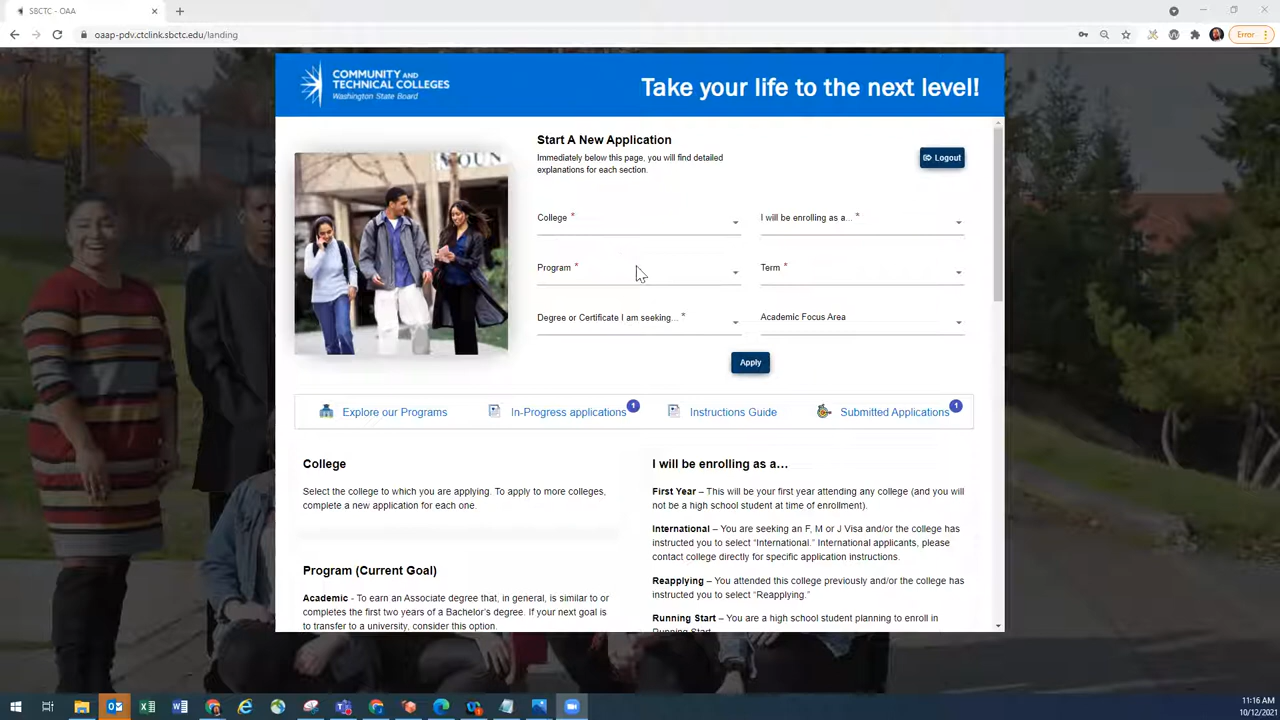 SBCTC - OAA
oaap-pdv.ctclink.sbctc.edu/landing
Error
COMMUNITY AND
TECHNICAL COLLEGES
Washington State Board
Take your life to the next level!
Start A New Application
Immediately below this page, you will find detailed
explanations for each section.
Logout
College *
I will be enrolling as a... *
Program *
Term *
Degree or Certificate I am seeking... *
Academic Focus Area
Apply
Explore our Programs
In-Progress applications 1
Instructions Guide
Submitted Applications 1
College
Select the college to which you are applying. To apply to more colleges,
complete a new application for each one.
Program (Current Goal)
Academic - To earn an Associate degree that, in general, is similar to or
completes the first two years of a Bachelor's degree. If your next goal is
to transfer to a university, consider this option.
I will be enrolling as a…
First Year – This will be your first year attending any college (and you will
not be a high school student at time of enrollment).
International – You are seeking an F, M or J Visa and/or the college has
instructed you to select “International.” International applicants, please
contact college directly for specific application instructions.
Reapplying – You attended this college previously and/or the college has
instructed you to select “Reapplying.”
Running Start - You are a high school student planning to enroll in
Running Start
11:16 AM
10/12/2021